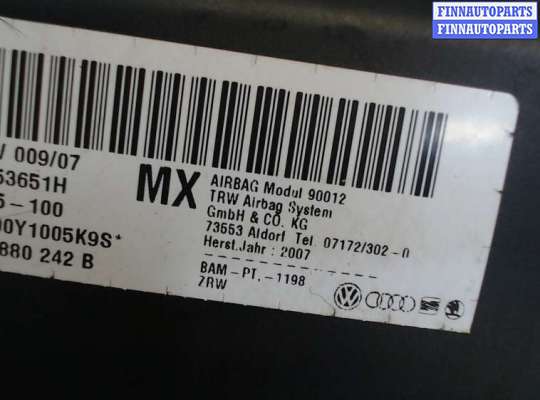 FINNAUTOPARTS
FINNAUTOPARTS
009/07
53651H
5-100
00Y1005K9S*
880 242 B
MX
AIRBAG Modul 90012
TRW Airbag System
GmbH & CO. KG
73553 Aldorf Tel. 07172/302-0
Herst.Jahr: 2007
BAM-PT.-1198
7RW